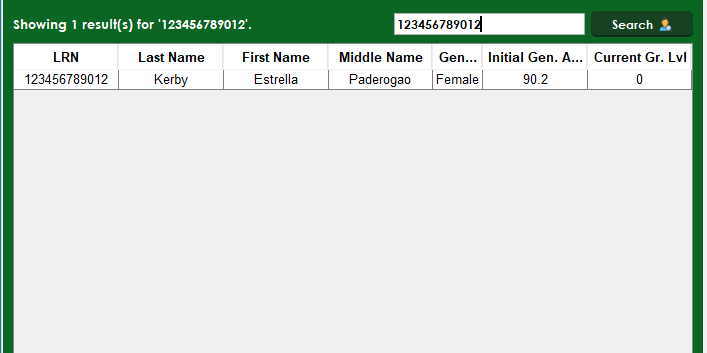 Showing 1 result(s) for '123456789012'. 123456789012 Search
LRN Last Name First Name Middle Name Gen... Initial Gen. A... Current Gr. Lvl
123456789012 Kerby Estrella Paderogao Female 90.2 0